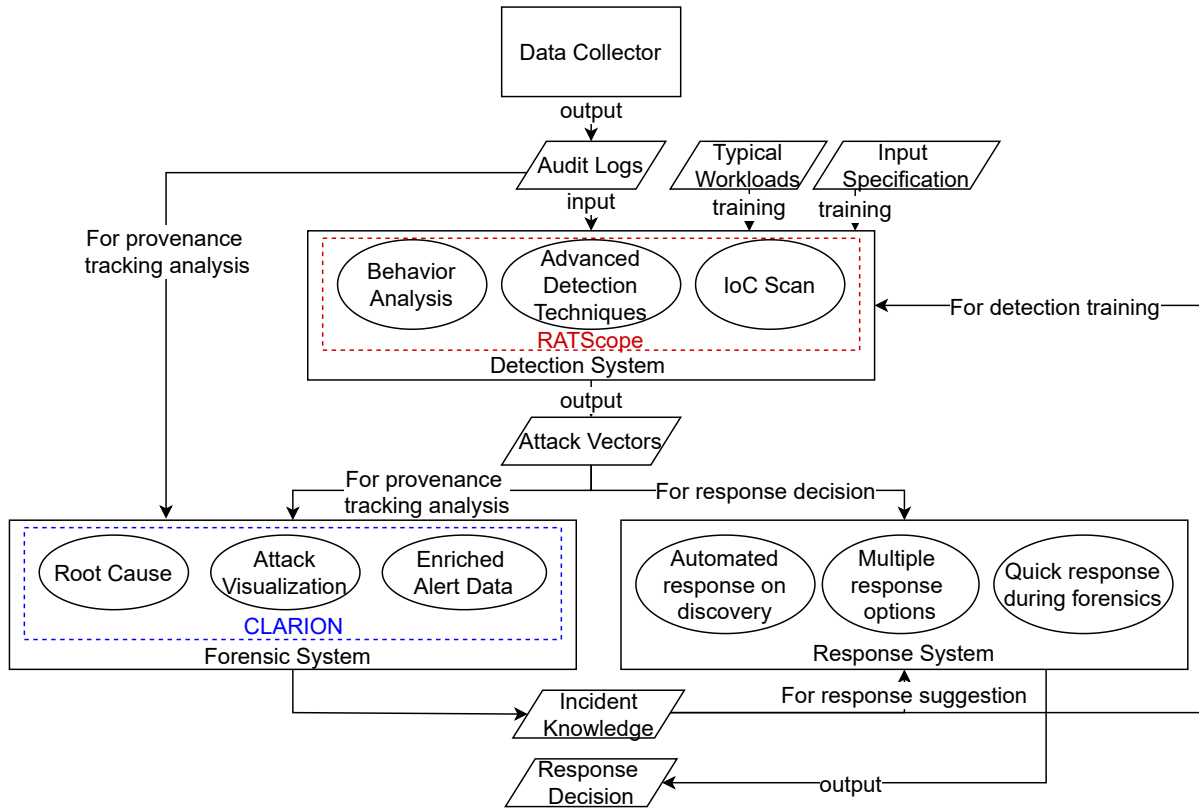 Data Collector
output
Audit Logs
Typical
Workloads
Input
Specification
input
training
training
For provenance
tracking analysis
Behavior
Analysis
Advanced
Detection
Techniques
IoC Scan
RATScope
Detection System
For detection training
output
Attack Vectors
For provenance
tracking analysis
For response decision
Root Cause
Attack
Visualization
Enriched
Alert Data
CLARION
Forensic System
Automated
response on
discovery
Multiple
response
options
Quick response
during forensics
Response System
Incident
Knowledge
For response suggestion
Response
Decision
output